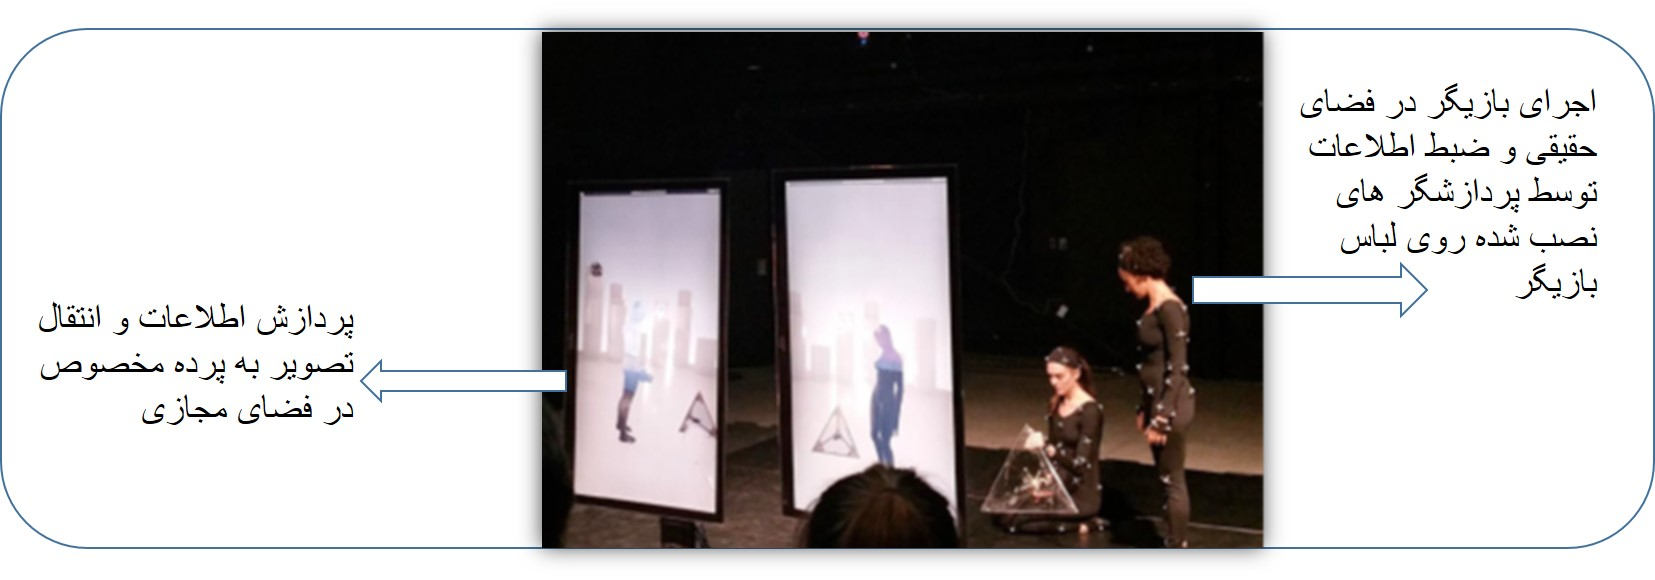 اجرای بازیگر در فضای
حقیقی و ضبط اطلاعات
توسط پردازشگر های
نصب شده روی لباس
بازیگر
پردازش اطلاعات و انتقال
تصویر به پرده مخصوص
در فضای مجازی